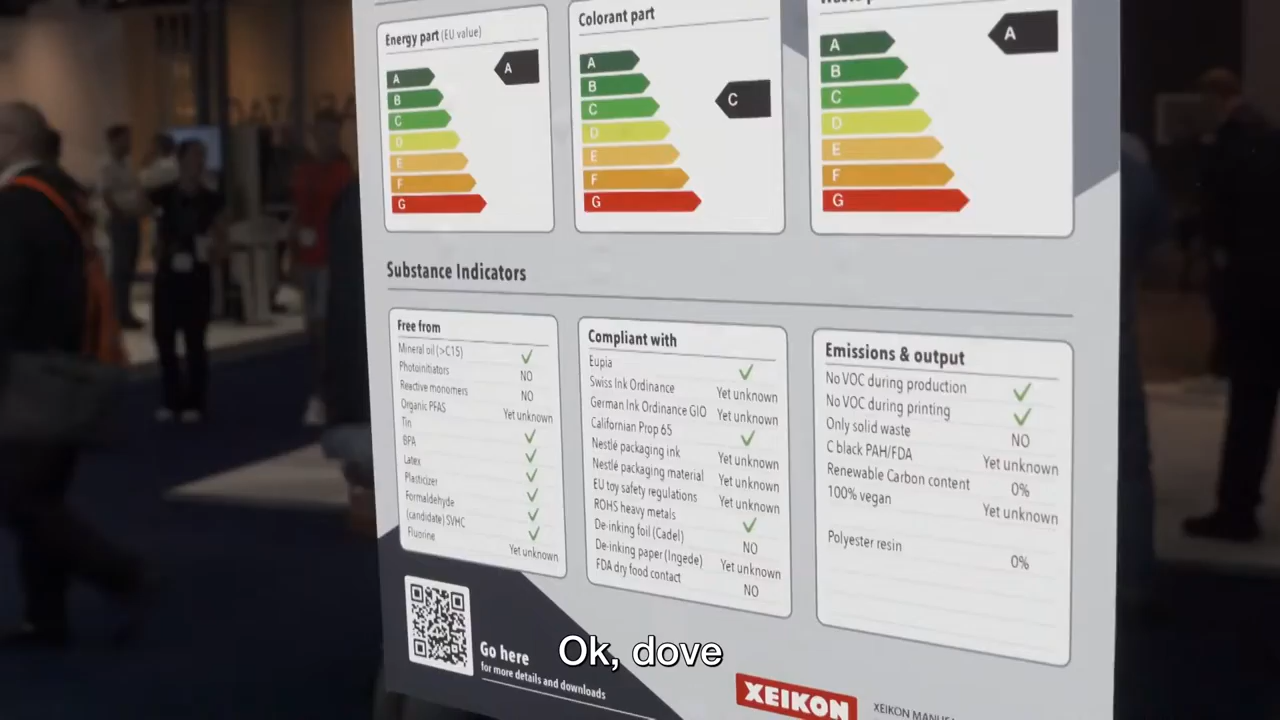 Energy part (EU value)
A
A
B
C
D
E
F
G
Colorant part
A
B
C
C
D
E
F
G
A
A
B
C
D
E
F
G
Substance Indicators
Free from
Mineral oil (>C15) ✓
Photoinitiators NO
Reactive monomers NO
Organic PFAS Yet unknown
Tin ✓
BPA ✓
Latex ✓
Plasticizer ✓
Formaldehyde ✓
(candidate) SVHC ✓
Fluorine Yet unknown
Compliant with
Eupia ✓
Swiss Ink Ordinance Yet unknown
German Ink Ordinance GIO Yet unknown
Californian Prop 65 ✓
Nestlé packaging ink Yet unknown
Nestlé packaging material Yet unknown
EU toy safety regulations Yet unknown
ROHS heavy metals ✓
De-inking foil (Cadel) NO
De-inking paper (Ingede) Yet unknown
FDA dry food contact NO
Emissions & output
No VOC during production ✓
No VOC during printing ✓
Only solid waste NO
C black PAH/FDA Yet unknown
Renewable Carbon content 0%
100% vegan Yet unknown
Polyester resin 0%
Go here
for more details and downloads
XEIKON
XEIKON
Ok, dove